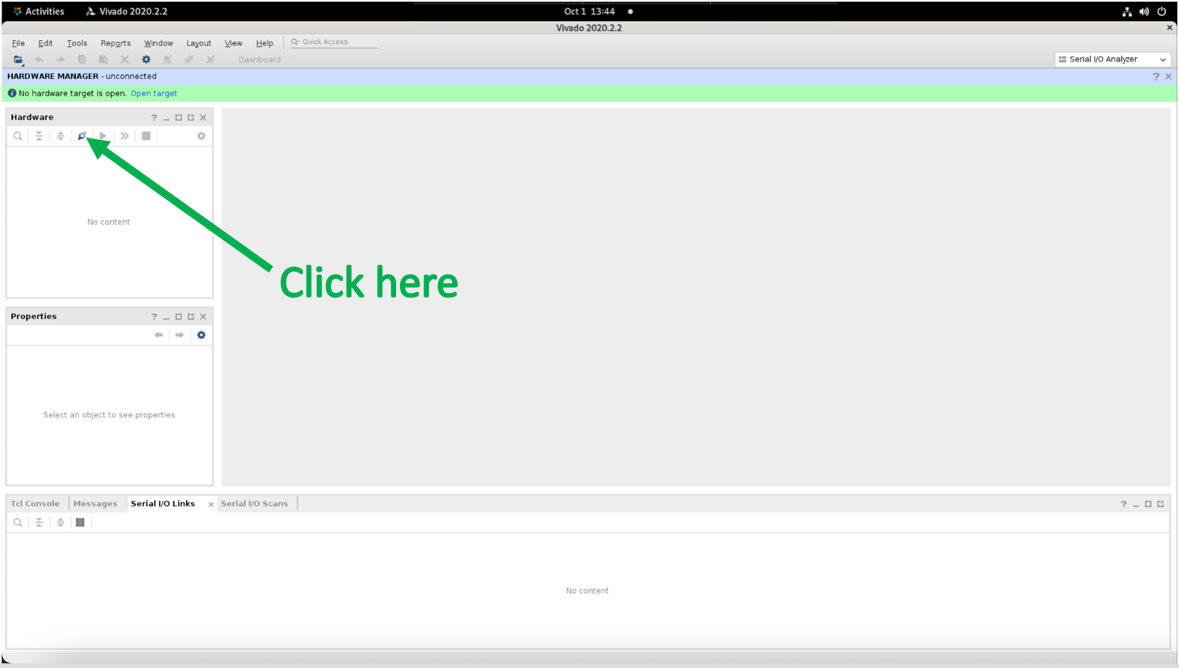 Activities Vivado 2020.2.2 Oct 1 13:44
Vivado 2020.2.2
File Edit Tools Reports Window Layout View Help Quick Access
Dashboard Serial I/O Analyzer
HARDWARE MANAGER - unconnected
No hardware target is open. Open target
Hardware
No content
Click here
Properties
Select an object to see properties
Tcl Console Messages Serial I/O Links Serial I/O Scans
No content